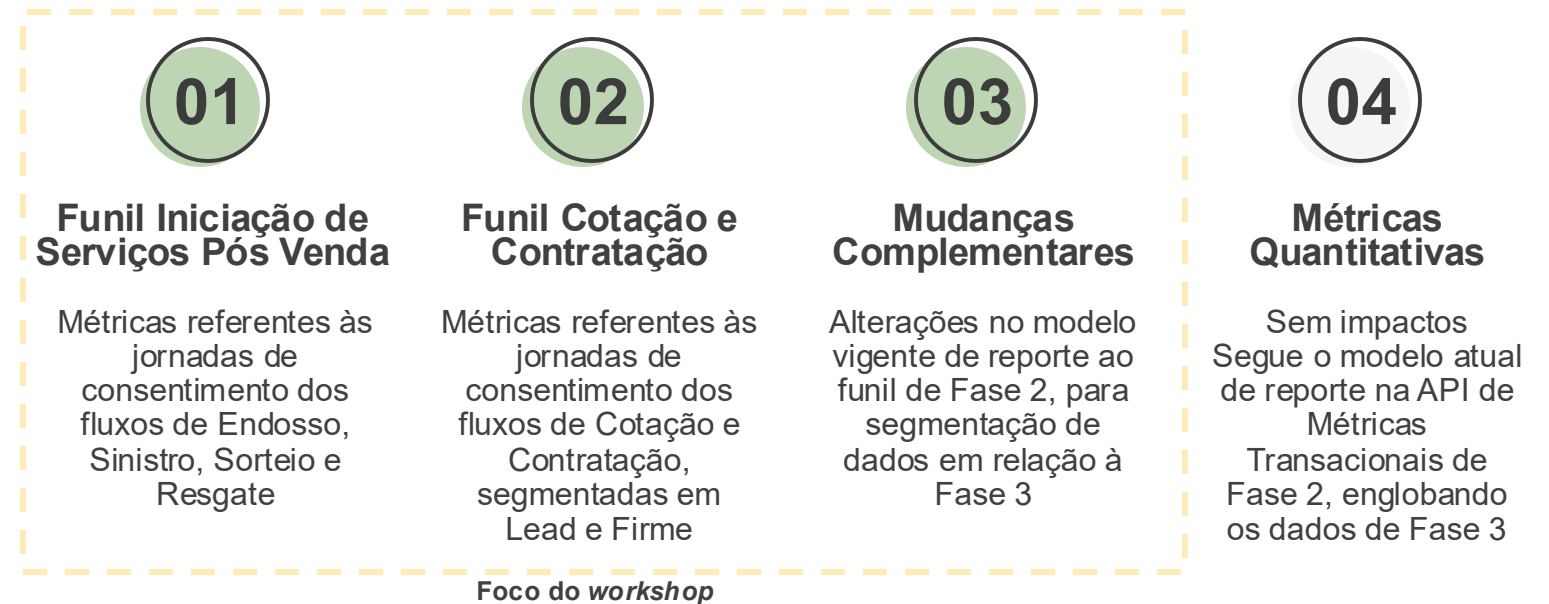 01
Funil Iniciação de
Serviços Pós Venda
Métricas referentes às
jornadas de
consentimento dos
fluxos de Endosso,
Sinistro, Sorteio e
Resgate
02
Funil Cotação e
Contratação
Métricas referentes às
jornadas de
consentimento dos
fluxos de Cotação e
Contratação,
segmentadas em
Lead e Firme
03
Mudanças
Complementares
Alterações no modelo
vigente de reporte ao
funil de Fase 2, para
segmentação de
dados em relação à
Fase 3
04
Métricas
Quantitativas
Sem impactos
Segue o modelo atual
de reporte na API de
Métricas
Transacionais de
Fase 2, englobando
os dados de Fase 3
Foco do workshop